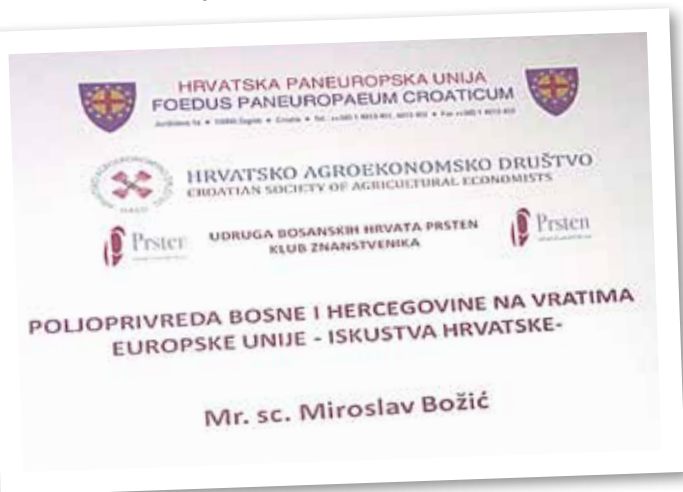 HRVATSKA PANEUROPSKA UNIJA
FOEDUS PANEUROPAEUM CROATICUM
HRVATSKO AGROEKONOMSKO DRUŠTVO
CROATIAN SOCIETY OF AGRICULTURAL ECONOMISTS
Prsten
UDRUGA BOSANSKIH HRVATA PRSTEN
KLUB ZNANSTVENIKA
Prsten
POLJOPRIVREDA BOSNE I HERCEGOVINE NA VRATIMA
EUROPSKE UNIJE - ISKUSTVA HRVATSKE-
Mr. sc. Miroslav Božić